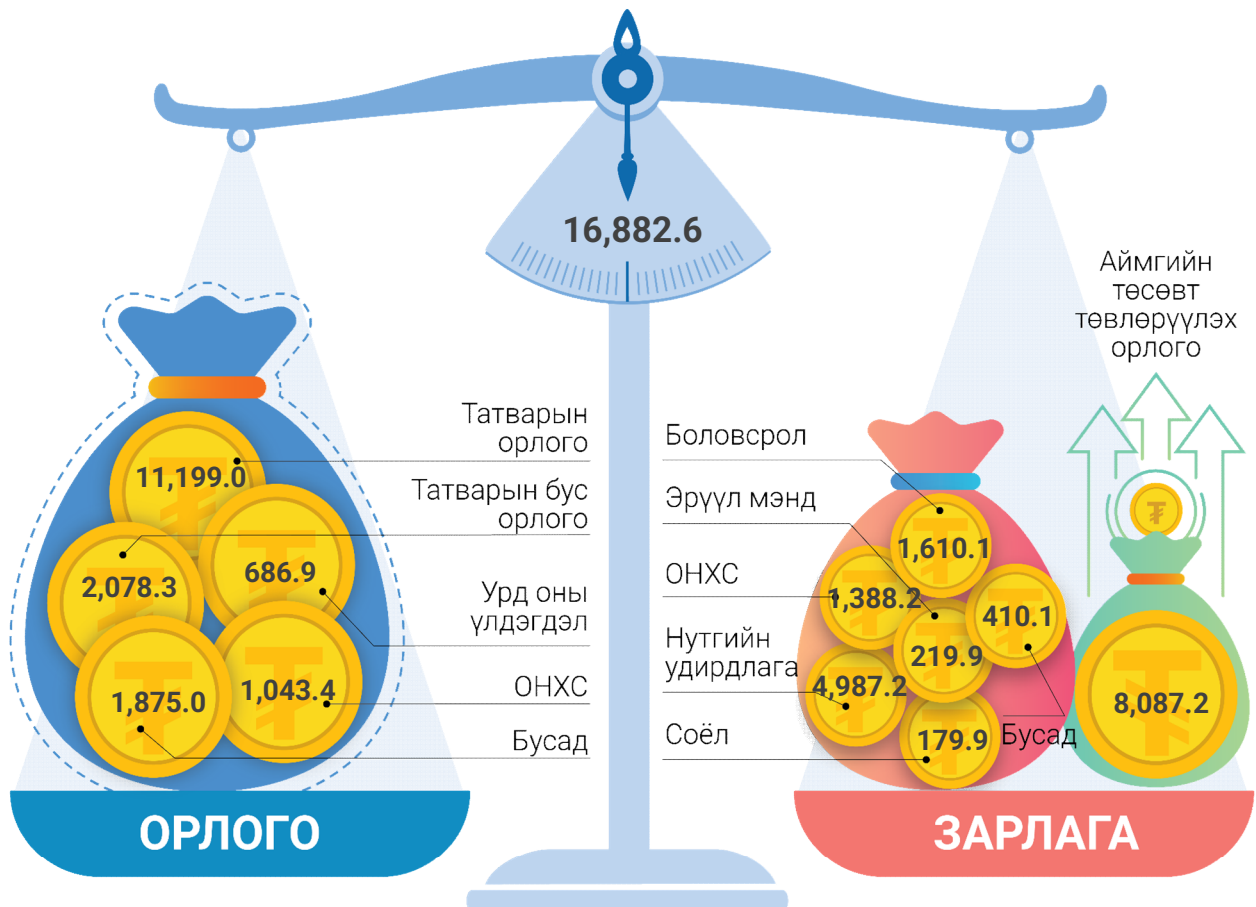 16,882.6
Аймгийн
төсөвт
төвлөрүүлэх
орлого
Татварын
орлого
11,199.0
Татварын бус
орлого
2,078.3
686.9
Урд оны
үлдэгдэл
1,043.4
ОНХС
1,875.0
Бусад
Боловсрол
1,610.1
Эрүүл мэнд
ОНХС
1,388.2
410.1
219.9
Нутгийн
удирдлага
4,987.2
8,087.2
Соёл
179.9
Бусад
ОРЛОГО
ЗАРЛАГА